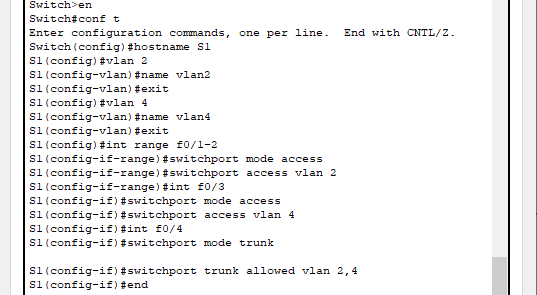 Switch>en
Switch#conf t
Enter configuration commands, one per line.  End with CNTL/Z.
Switch(config)#hostname S1
S1(config)#vlan 2
S1(config-vlan)#name vlan2
S1(config-vlan)#exit
S1(config)#vlan 4
S1(config-vlan)#name vlan4
S1(config-vlan)#exit
S1(config)#int range f0/1-2
S1(config-if-range)#switchport mode access
S1(config-if-range)#switchport access vlan 2
S1(config-if-range)#int f0/3
S1(config-if)#switchport mode access
S1(config-if)#switchport access vlan 4
S1(config-if)#int f0/4
S1(config-if)#switchport mode trunk
S1(config-if)#switchport trunk allowed vlan 2,4
S1(config-if)#end